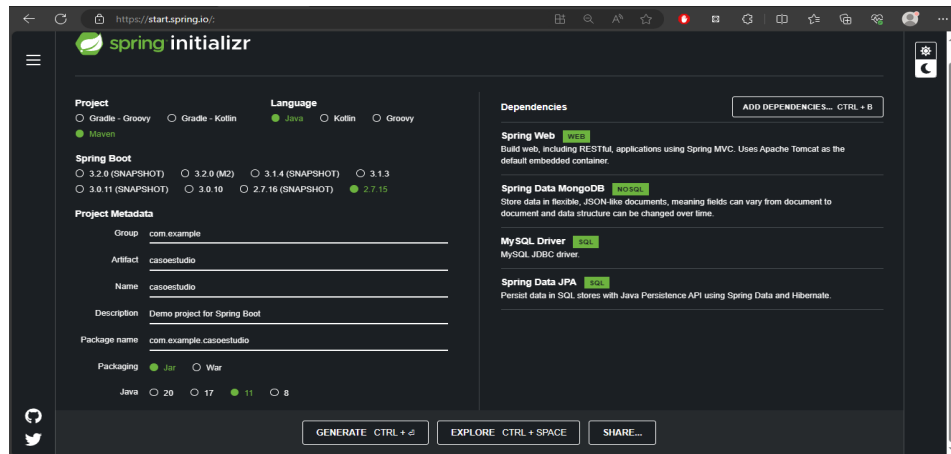 https://start.spring.io/:
spring initializr
Project
Gradle - Groovy Gradle - Kotlin
Maven
Language
Java Kotlin Groovy
Spring Boot
3.2.0 (SNAPSHOT) 3.2.0 (M2) 3.1.4 (SNAPSHOT) 3.1.3
3.0.11 (SNAPSHOT) 3.0.10 2.7.16 (SNAPSHOT) 2.7.15
Project Metadata
Group com.example
Artifact casoestudio
Name casoestudio
Description Demo project for Spring Boot
Package name com.example.casoestudio
Packaging Jar War
Java 20 17 11 8
Dependencies
ADD DEPENDENCIES... CTRL + B
Spring Web WEB
Build web, including RESTful, applications using Spring MVC. Uses Apache Tomcat as the
default embedded container.
Spring Data MongoDB NOSQL
Store data in flexible, JSON-like documents, meaning fields can vary from document to
document and data structure can be changed over time.
MySQL Driver SQL
MySQL JDBC driver.
Spring Data JPA SQL
Persist data in SQL stores with Java Persistence API using Spring Data and Hibernate.
GENERATE CTRL + ⏎ EXPLORE CTRL + SPACE SHARE...